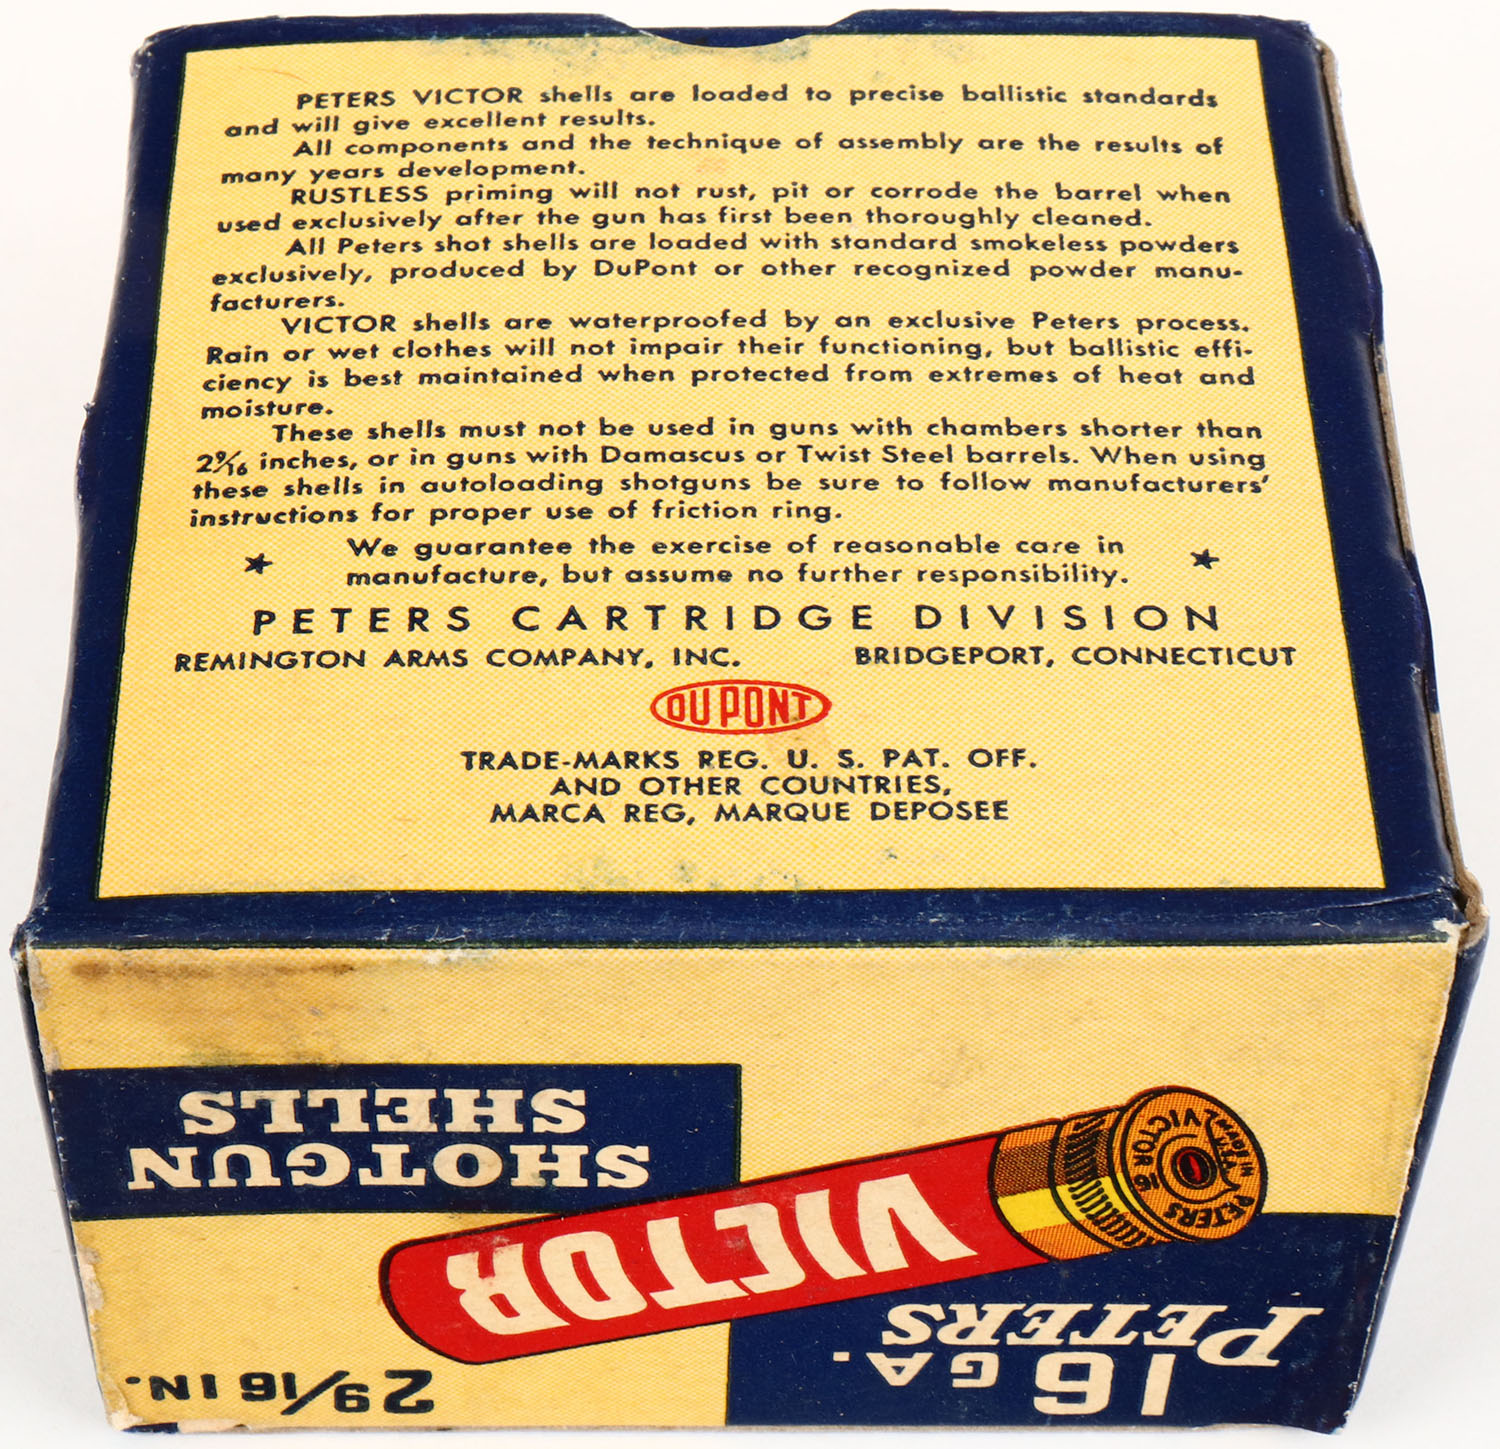 PETERS VICTOR shells are loaded to precise ballistic standards
and will give excellent results.
All components and the technique of assembly are the results of
many years development.
RUSTLESS priming will not rust, pit or corrode the barrel when
used exclusively after the gun has first been thoroughly cleaned.
All Peters shot shells are loaded with standard smokeless powders
exclusively, produced by DuPont or other recognized powder manu-
facturers.
VICTOR shells are waterproofed by an exclusive Peters process.
Rain or wet clothes will not impair their functioning, but ballistic effi-
ciency is best maintained when protected from extremes of heat and
moisture.
These shells must not be used in guns with chambers shorter than
2 9/16 inches, or in guns with Damascus or Twist Steel barrels. When using
these shells in autoloading shotguns be sure to follow manufacturers'
instructions for proper use of friction ring.
We guarantee the exercise of reasonable care in
manufacture, but assume no further responsibility.
PETERS CARTRIDGE DIVISION
REMINGTON ARMS COMPANY, INC. BRIDGEPORT, CONNECTICUT
DU PONT
TRADE-MARKS REG. U. S. PAT. OFF.
AND OTHER COUNTRIES,
MARCA REG, MARQUE DEPOSEE
16 GA. 2 9/16 IN.
PETERS
VICTOR
SHOTGUN
SHELLS
PETERS
VICTOR 16